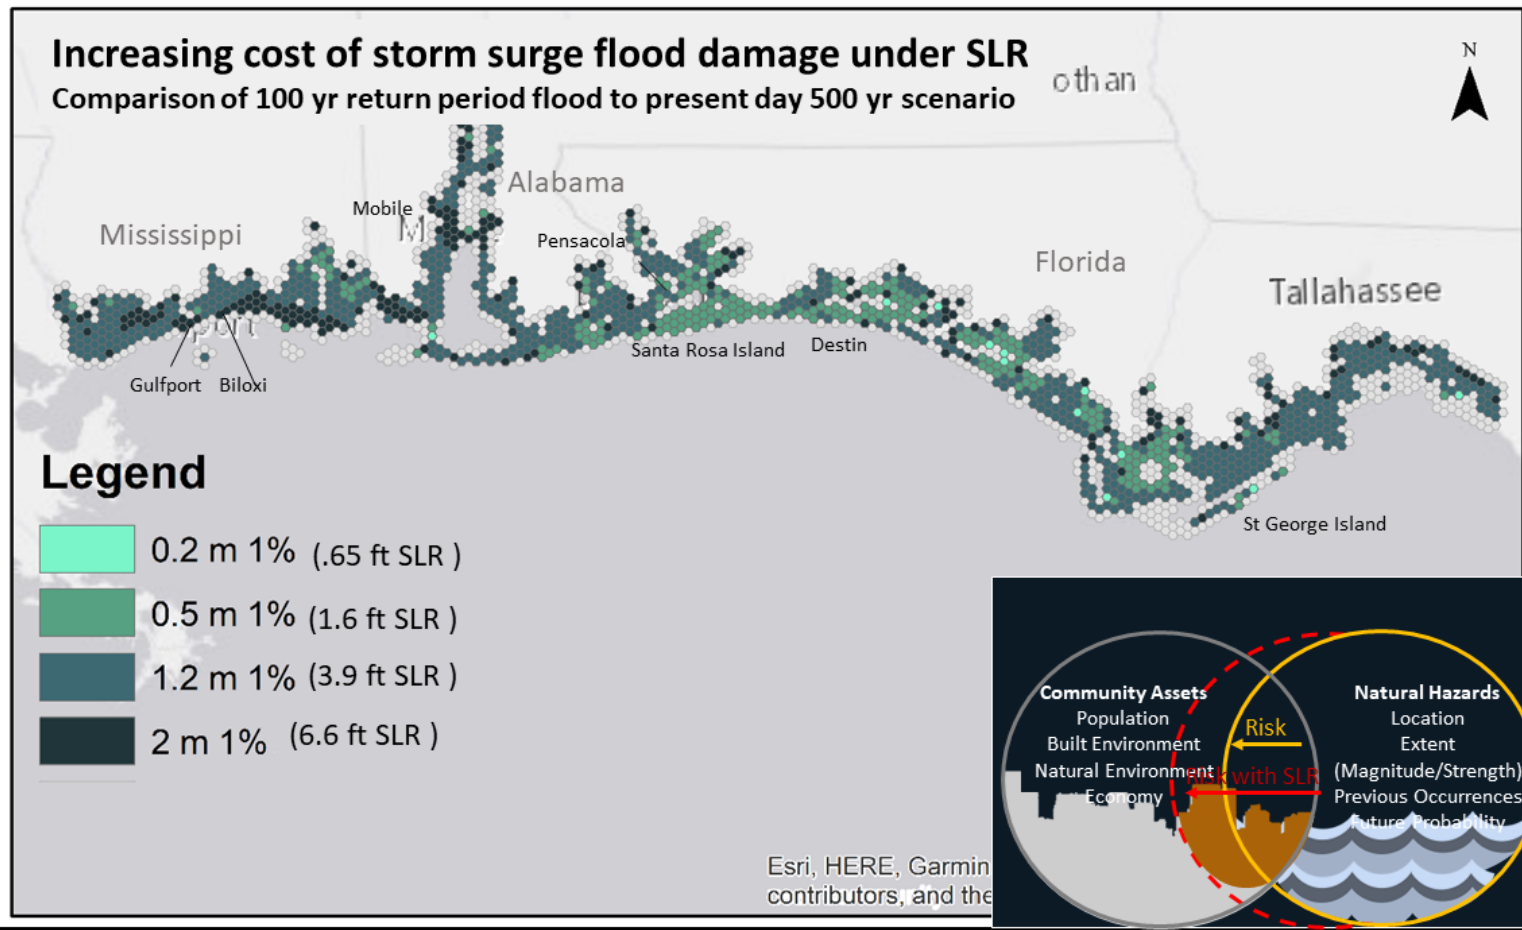 Increasing cost of storm surge flood damage under SLR
Comparison of 100 yr return period flood to present day 500 yr scenario
othan
N
Alabama
Mobile
M
Mississippi
Pensacola
Florida
Tallahassee
port
Santa Rosa Island
Destin
Gulfport
Biloxi
St George Island
Legend
0.2 m 1% (.65 ft SLR )
0.5 m 1% (1.6 ft SLR )
1.2 m 1% (3.9 ft SLR )
2 m 1% (6.6 ft SLR )
Community Assets
Population
Built Environment
Natural Environment
Economy
Risk
Risk with SLR
Natural Hazards
Location
Extent
(Magnitude/Strength)
Previous Occurrences
Future Probability
Esri, HERE, Garmin
contributors, and the